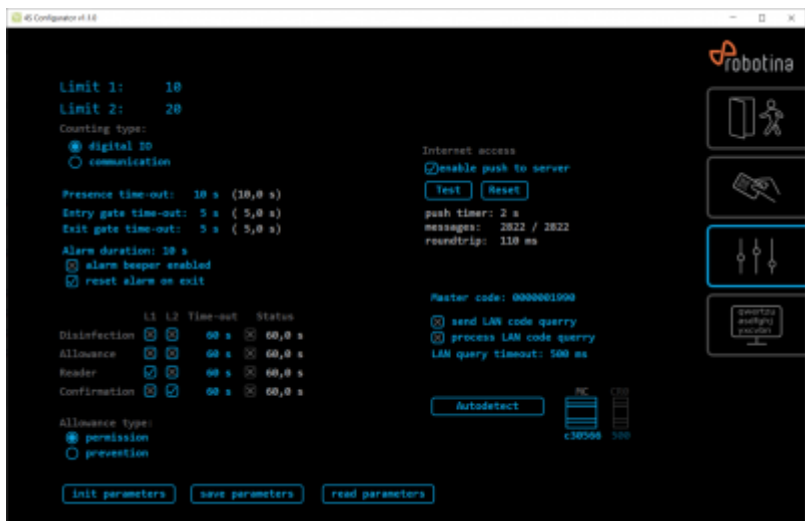 4S Configurator v1.3.0
robotina
Limit 1: 10
Limit 2: 20
Counting type:
digital IO
communication
Presence time-out: 10 s (10,0 s)
Entry gate time-out: 5 s ( 5,0 s)
Exit gate time-out: 5 s ( 5,0 s)
Alarm duration: 10 s
alarm beeper enabled
reset alarm on exit
L1 L2 Time-out Status
Disinfection 60 s 60,0 s
Allowance 60 s 60,0 s
Reader 60 s 60,0 s
Confirmation 60 s 60,0 s
Allowance type:
permission
prevention
init parameters save parameters read parameters
Internet access
enable push to server
Test Reset
push timer: 2 s
messages: 2822 / 2822
roundtrip: 110 ms
Master code: 0000001990
send LAN code querry
process LAN code querry
LAN query timeout: 500 ms
Autodetect
MC
c30566 500
qwertzu
asdfghj
yxcvbn